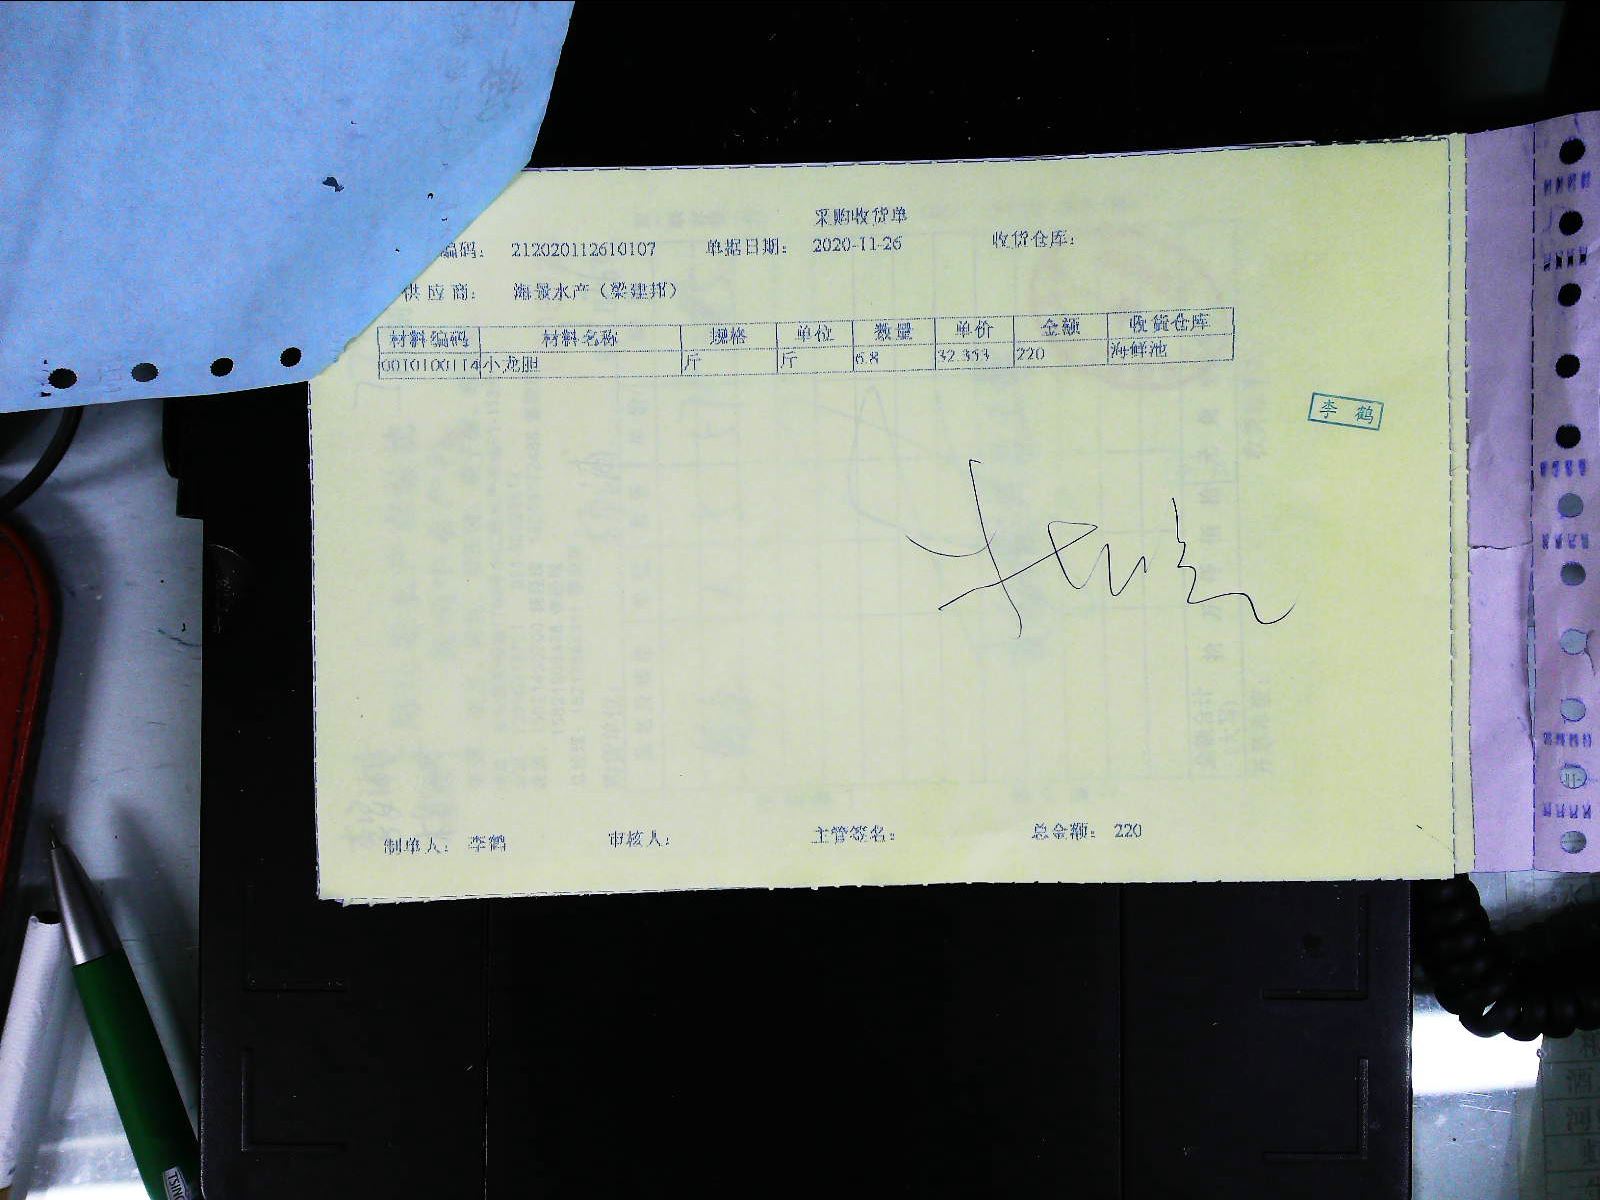 采购收货单
编码： 212020112610107 单据日期： 2020-11-26 收货仓库：
供应商： 海景水产（梁建邦）
材料编码 材料名称 规格 单位 数量 单价 金额 收货仓库
0010100114 小龙胆 斤 斤 6.8 32.353 220 海鲜池
李鹤
制单人： 李鹤 审核人： 主管签名： 总金额： 220